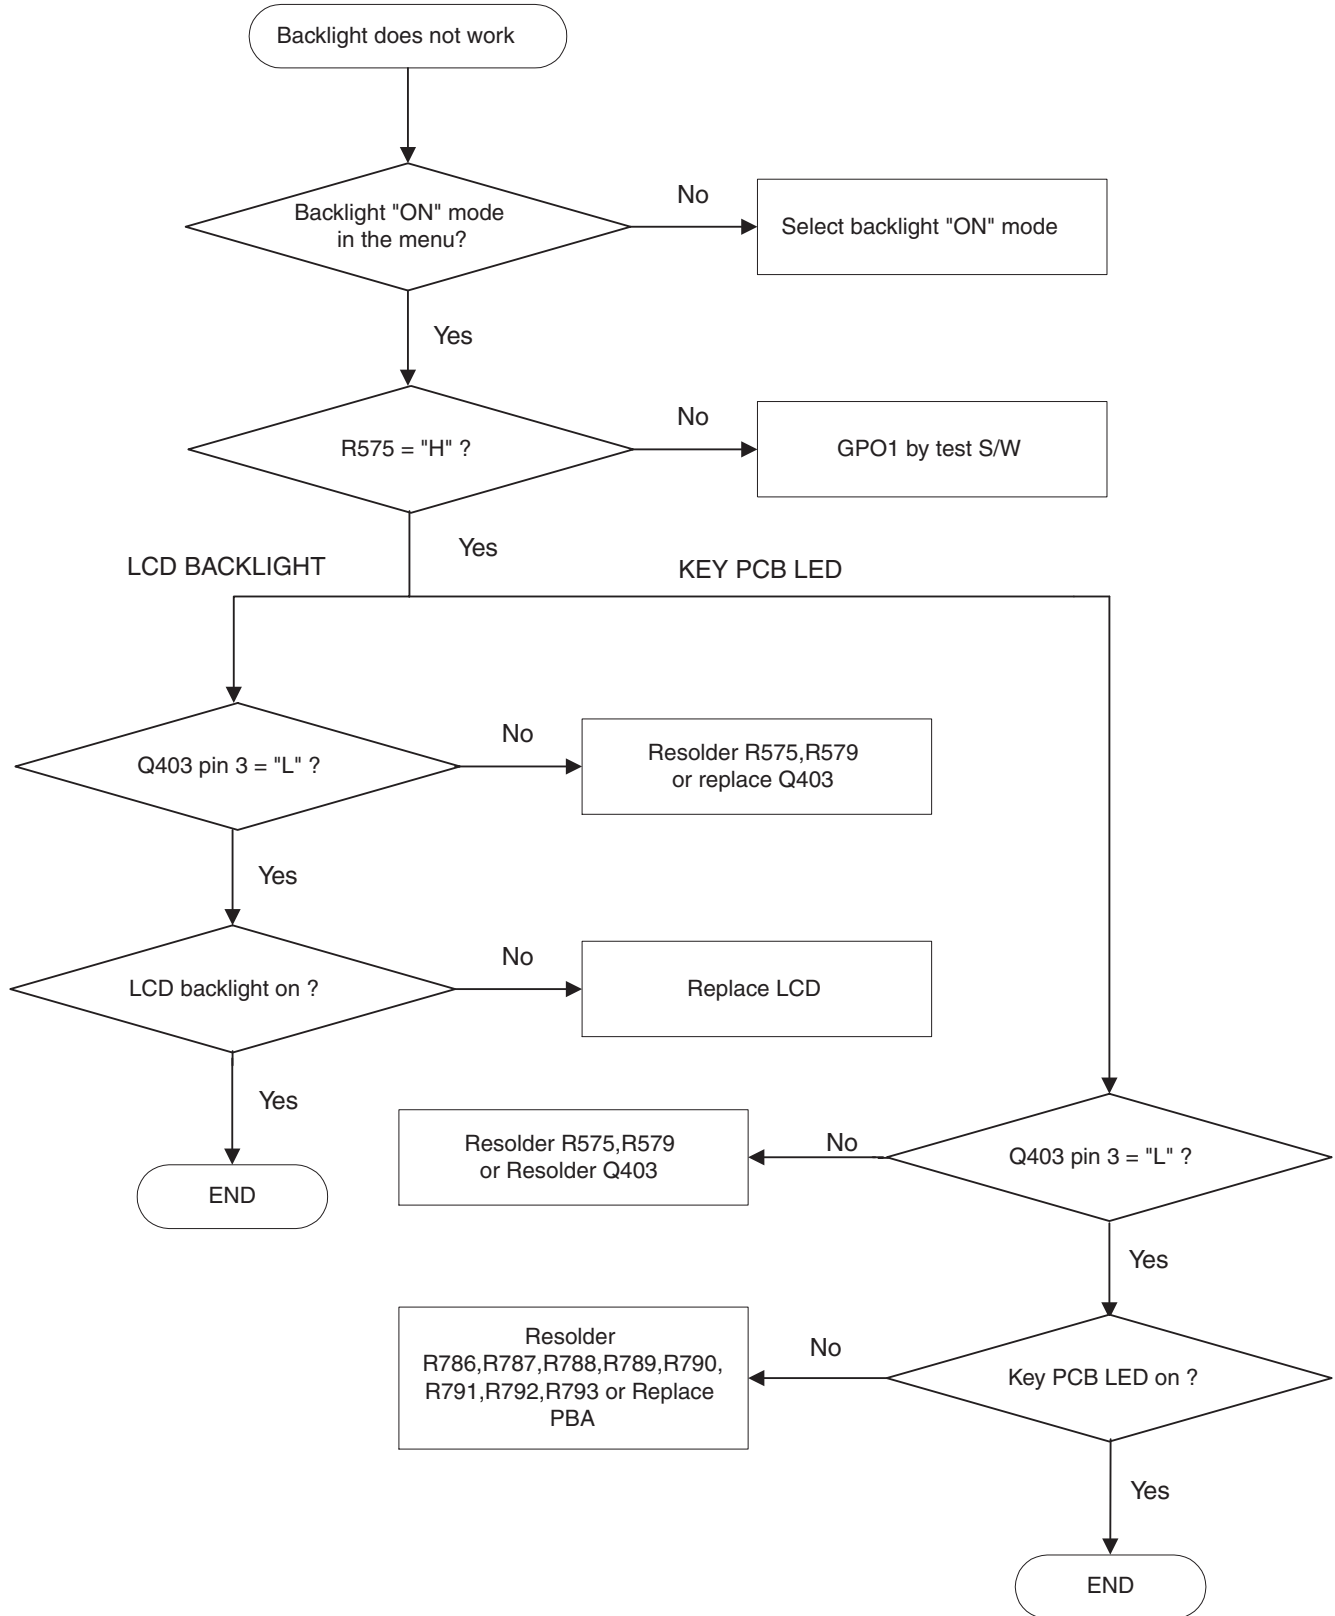 Backlight does not work
Backlight "ON" mode
in the menu?
No
Select backlight "ON" mode
Yes
R575 = "H" ?
No
GPO1 by test S/W
Yes
LCD BACKLIGHT
KEY PCB LED
Q403 pin 3 = "L" ?
No
Resolder R575,R579
or replace Q403
Yes
LCD backlight on ?
No
Replace LCD
Yes
END
Q403 pin 3 = "L" ?
No
Resolder R575,R579
or Resolder Q403
Yes
Key PCB LED on ?
No
Resolder
R786,R787,R788,R789,R790,
R791,R792,R793 or Replace
PBA
Yes
END